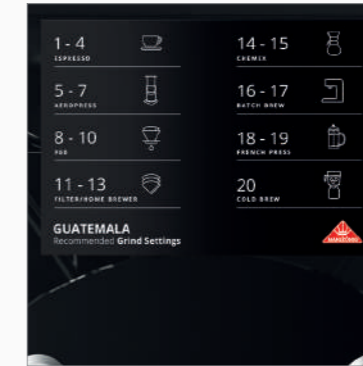 1 - 4
ESPRESSO
5 - 7
AEROPRESS
8 - 10
V60
11 - 13
FILTER/HOME BREWER
14 - 15
CHEMEX
16 - 17
BATCH BREW
18 - 19
FRENCH PRESS
20
COLD BREW
GUATEMALA
Recommended Grind Settings
MAHLKÖNIG